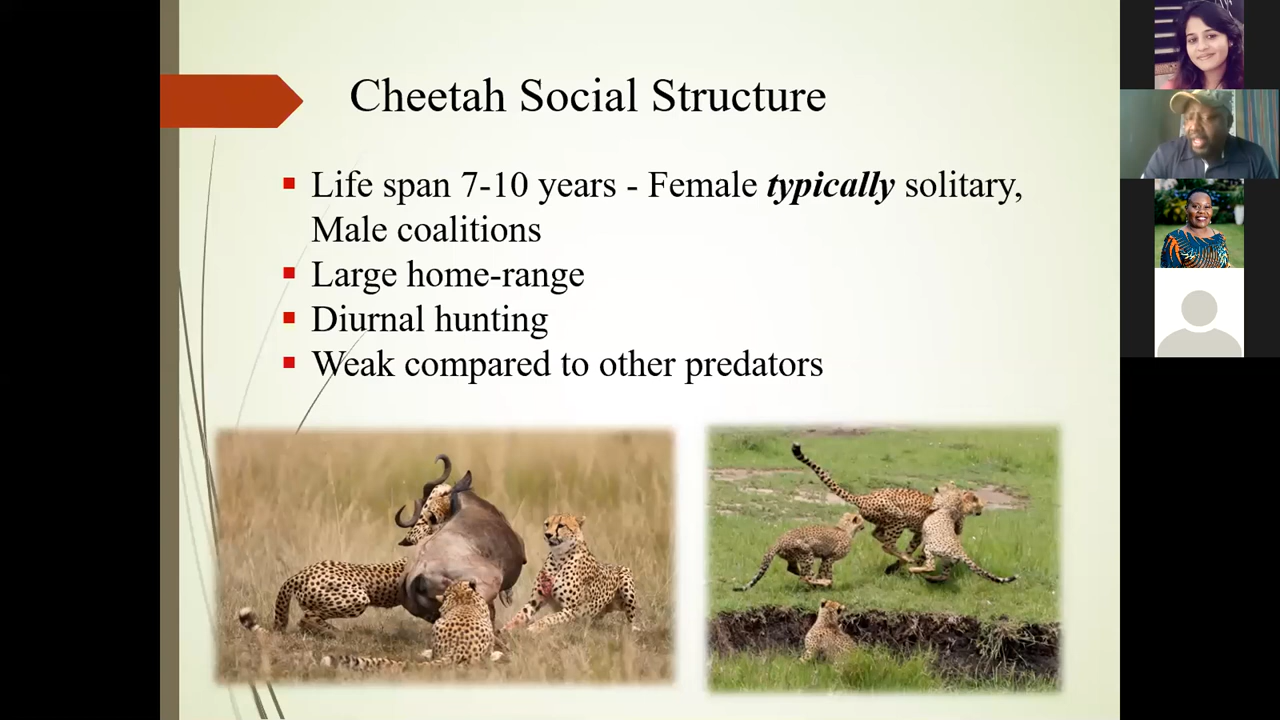 Cheetah Social Structure
Life span 7-10 years - Female typically solitary,
Male coalitions
Large home-range
Diurnal hunting
Weak compared to other predators